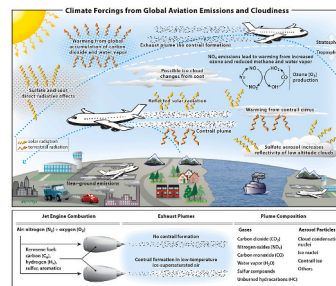 Climate Forcings from Global Aviation Emissions and Cloudiness
Warming from global
accumulation of carbon
dioxide and water vapor
Exhaust plume (no contrail formation)
Stratosph
Troposph
NOx emissions lead to warming from increased
ozone and reduced methane and water vapor
Possible ice cloud
changes from soot
Ozone (O3)
production
Sulfate and soot
direct radiation effects
Reflected solar radiation
Warming from contrail cirrus
Contrail plume
solar radiation
terrestrial radiation
Sulfate aerosol increases
reflectivity of low altitude clouds
Near-ground emissions
Jet Engine Combustion
Exhaust Plumes
Plume Composition
Air: nitrogen (N2) + oxygen (O2)
Kerosene fuel:
carbon (Cn),
hydrogen (Hm),
sulfur, aromatics
No contrail formation
Contrail formation in low-temperature
ice-supersaturated air
Gases
Carbon dioxide (CO2)
Nitrogen oxides (NOx)
Carbon monoxide (CO)
Water vapor (H2O)
Sulfur compounds
Unburned hydrocarbons (HC)
Aerosol Particles
Cloud condensation
nuclei
Ice nuclei
Contrail ice
Others